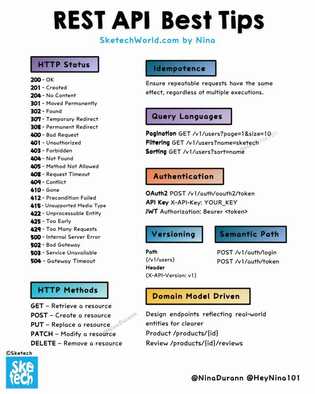 REST API Best Tips
SketechWorld.com by Nina
HTTP Status
200 - OK
201 - Created
204 - No Content
301 - Moved Permanently
302 - Found
307 - Temporary Redirect
308 - Permanent Redirect
400 - Bad Request
401 - Unauthorized
403 - Forbidden
404 - Not Found
405 - Method Not Allowed
408 - Request Timeout
409 - Conflict
410 - Gone
412 - Precondition Failed
415 - Unsupported Media Type
422 - Unprocessable Entity
425 - Too Early
429 - Too Many Requests
500 - Internal Server Error
502 - Bad Gateway
503 - Service Unavailable
504 - Gateway Timeout
HTTP Methods
GET – Retrieve a resource
POST – Create a resource
PUT – Replace a resource
PATCH – Modify a resource
DELETE – Remove a resource
©Sketech
Ske
tech
Idempotence
Ensure repeatable requests have the
same effect, regardless of multiple executions.
Query Languages
Pagination GET /v1/users?page=1&size=10
Filtering GET /v1/users?name=sketech
Sorting GET /v1/users?sort=name
Authentication
OAuth2 POST /v1/auth/oauth2/token
API Key X-API-Key: YOUR_KEY
JWT Authorization: Bearer <token>
Versioning
Path
(/v1/users)
Header
(X-API-Version: v1)
Semantic Path
POST /v1/auth/login
POST /v1/auth/token
Domain Model Driven
Design endpoints reflecting real-world
entities for clearer
Product /products/{id}
Review /products/{id}/reviews
@NinaDurann @HeyNina101